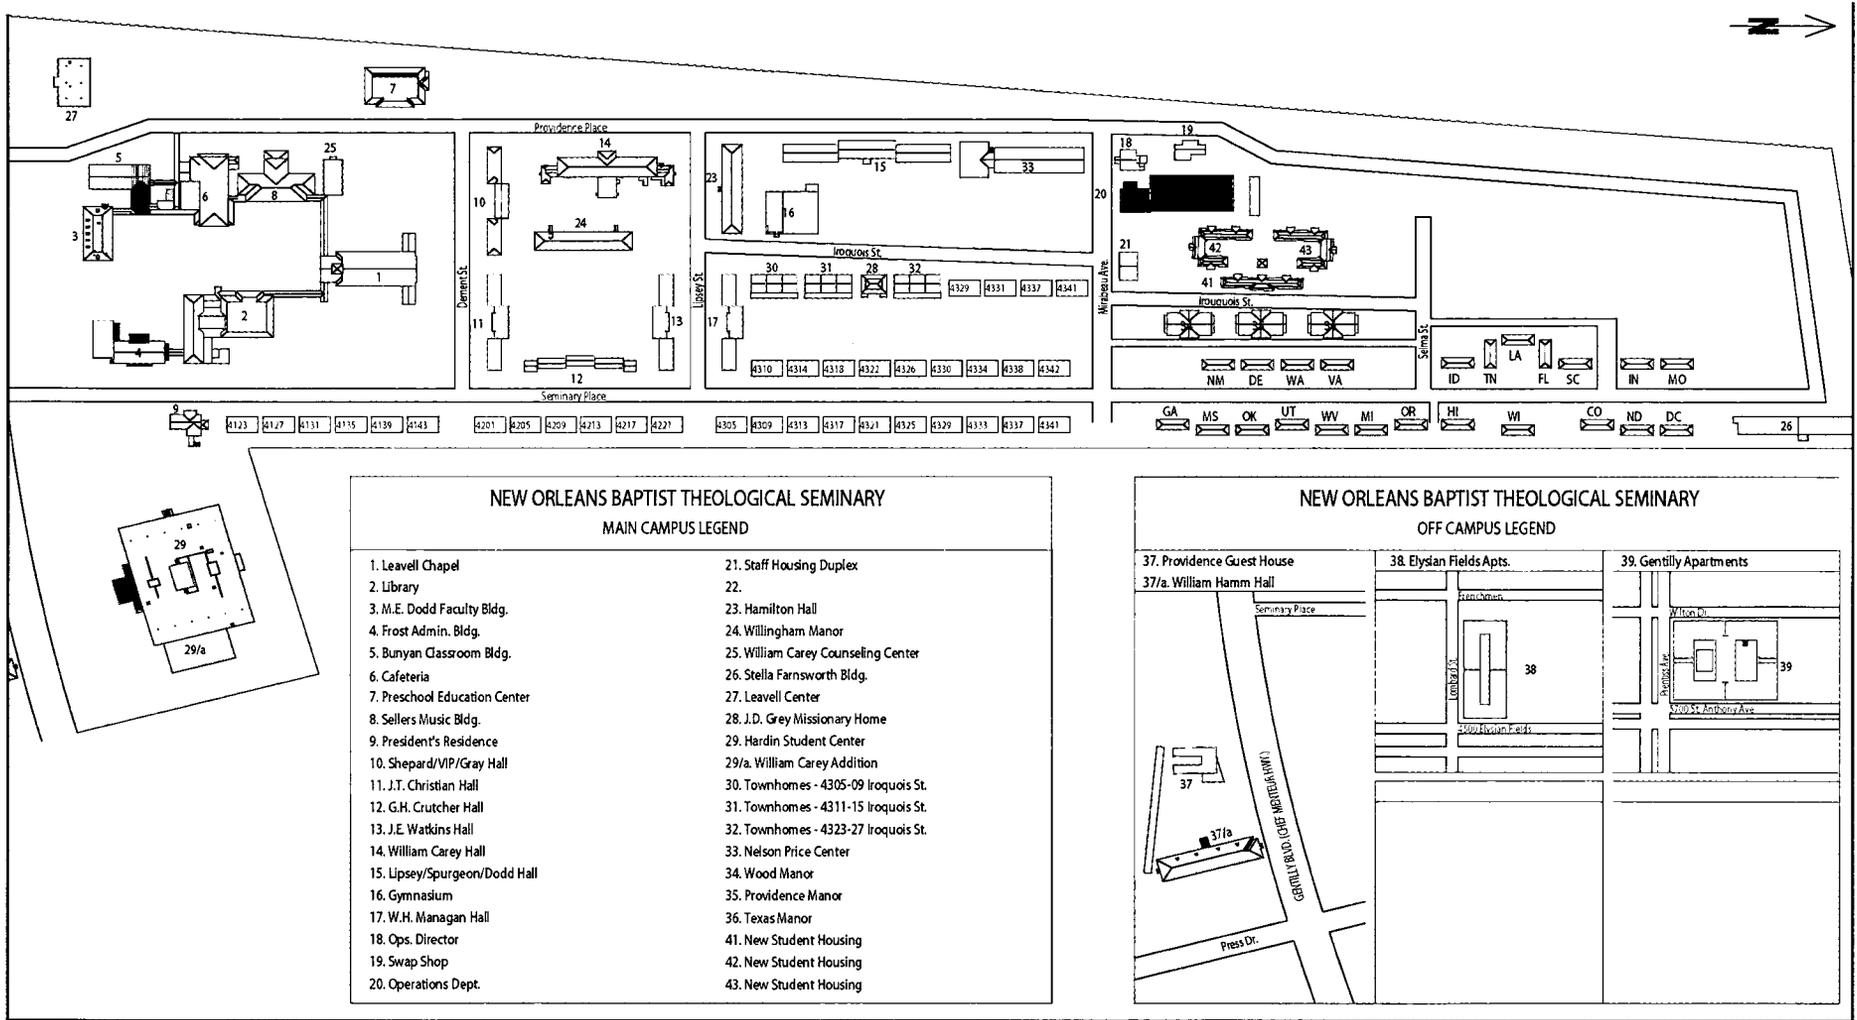 N
27
7
Providence Place
5
6
25
8
3
1
2
4
Dement St.
14
10
24
11
13
12
Lipsey St.
23
15
33
16
Iroquois St.
30
31
28
32
4329 4331 4337 4341
17
4310 4314 4318 4322 4326 4330 4334 4338 4342
Mirabeau Ave.
18
19
20
21
42
43
41
Irouquois St.
Selma St.
NM DE WA VA
ID TN LA FL SC IN MO
Seminary Place
9
4123 4127 4131 4135 4139 4143
4201 4205 4209 4213 4217 4221
4305 4309 4313 4317 4321 4325 4329 4333 4337 4341
GA MS OK UT WV MI OR HI WI CO ND DC
26
29
29/a
NEW ORLEANS BAPTIST THEOLOGICAL SEMINARY
MAIN CAMPUS LEGEND
1. Leavell Chapel
2. Library
3. M.E. Dodd Faculty Bldg.
4. Frost Admin. Bldg.
5. Bunyan Classroom Bldg.
6. Cafeteria
7. Preschool Education Center
8. Sellers Music Bldg.
9. President's Residence
10. Shepard/VIP/Gray Hall
11. J.T. Christian Hall
12. G.H. Crutcher Hall
13. J.E. Watkins Hall
14. William Carey Hall
15. Lipsey/Spurgeon/Dodd Hall
16. Gymnasium
17. W.H. Managan Hall
18. Ops. Director
19. Swap Shop
20. Operations Dept.
21. Staff Housing Duplex
22.
23. Hamilton Hall
24. Willingham Manor
25. William Carey Counseling Center
26. Stella Farnsworth Bldg.
27. Leavell Center
28. J.D. Grey Missionary Home
29. Hardin Student Center
29/a. William Carey Addition
30. Townhomes - 4305-09 Iroquois St.
31. Townhomes - 4311-15 Iroquois St.
32. Townhomes - 4323-27 Iroquois St.
33. Nelson Price Center
34. Wood Manor
35. Providence Manor
36. Texas Manor
41. New Student Housing
42. New Student Housing
43. New Student Housing
NEW ORLEANS BAPTIST THEOLOGICAL SEMINARY
OFF CAMPUS LEGEND
37. Providence Guest House
37/a. William Hamm Hall
Seminary Place
37
37/a
GENTILLY BLVD. (CHEF MENTEUR HWY.)
Press Dr.
38. Elysian Fields Apts.
Frenchmen
Lombard St.
38
4500 Elysian Fields
39. Gentilly Apartments
Wilton Dr.
Prentiss Ave.
39
5700 St. Anthony Ave